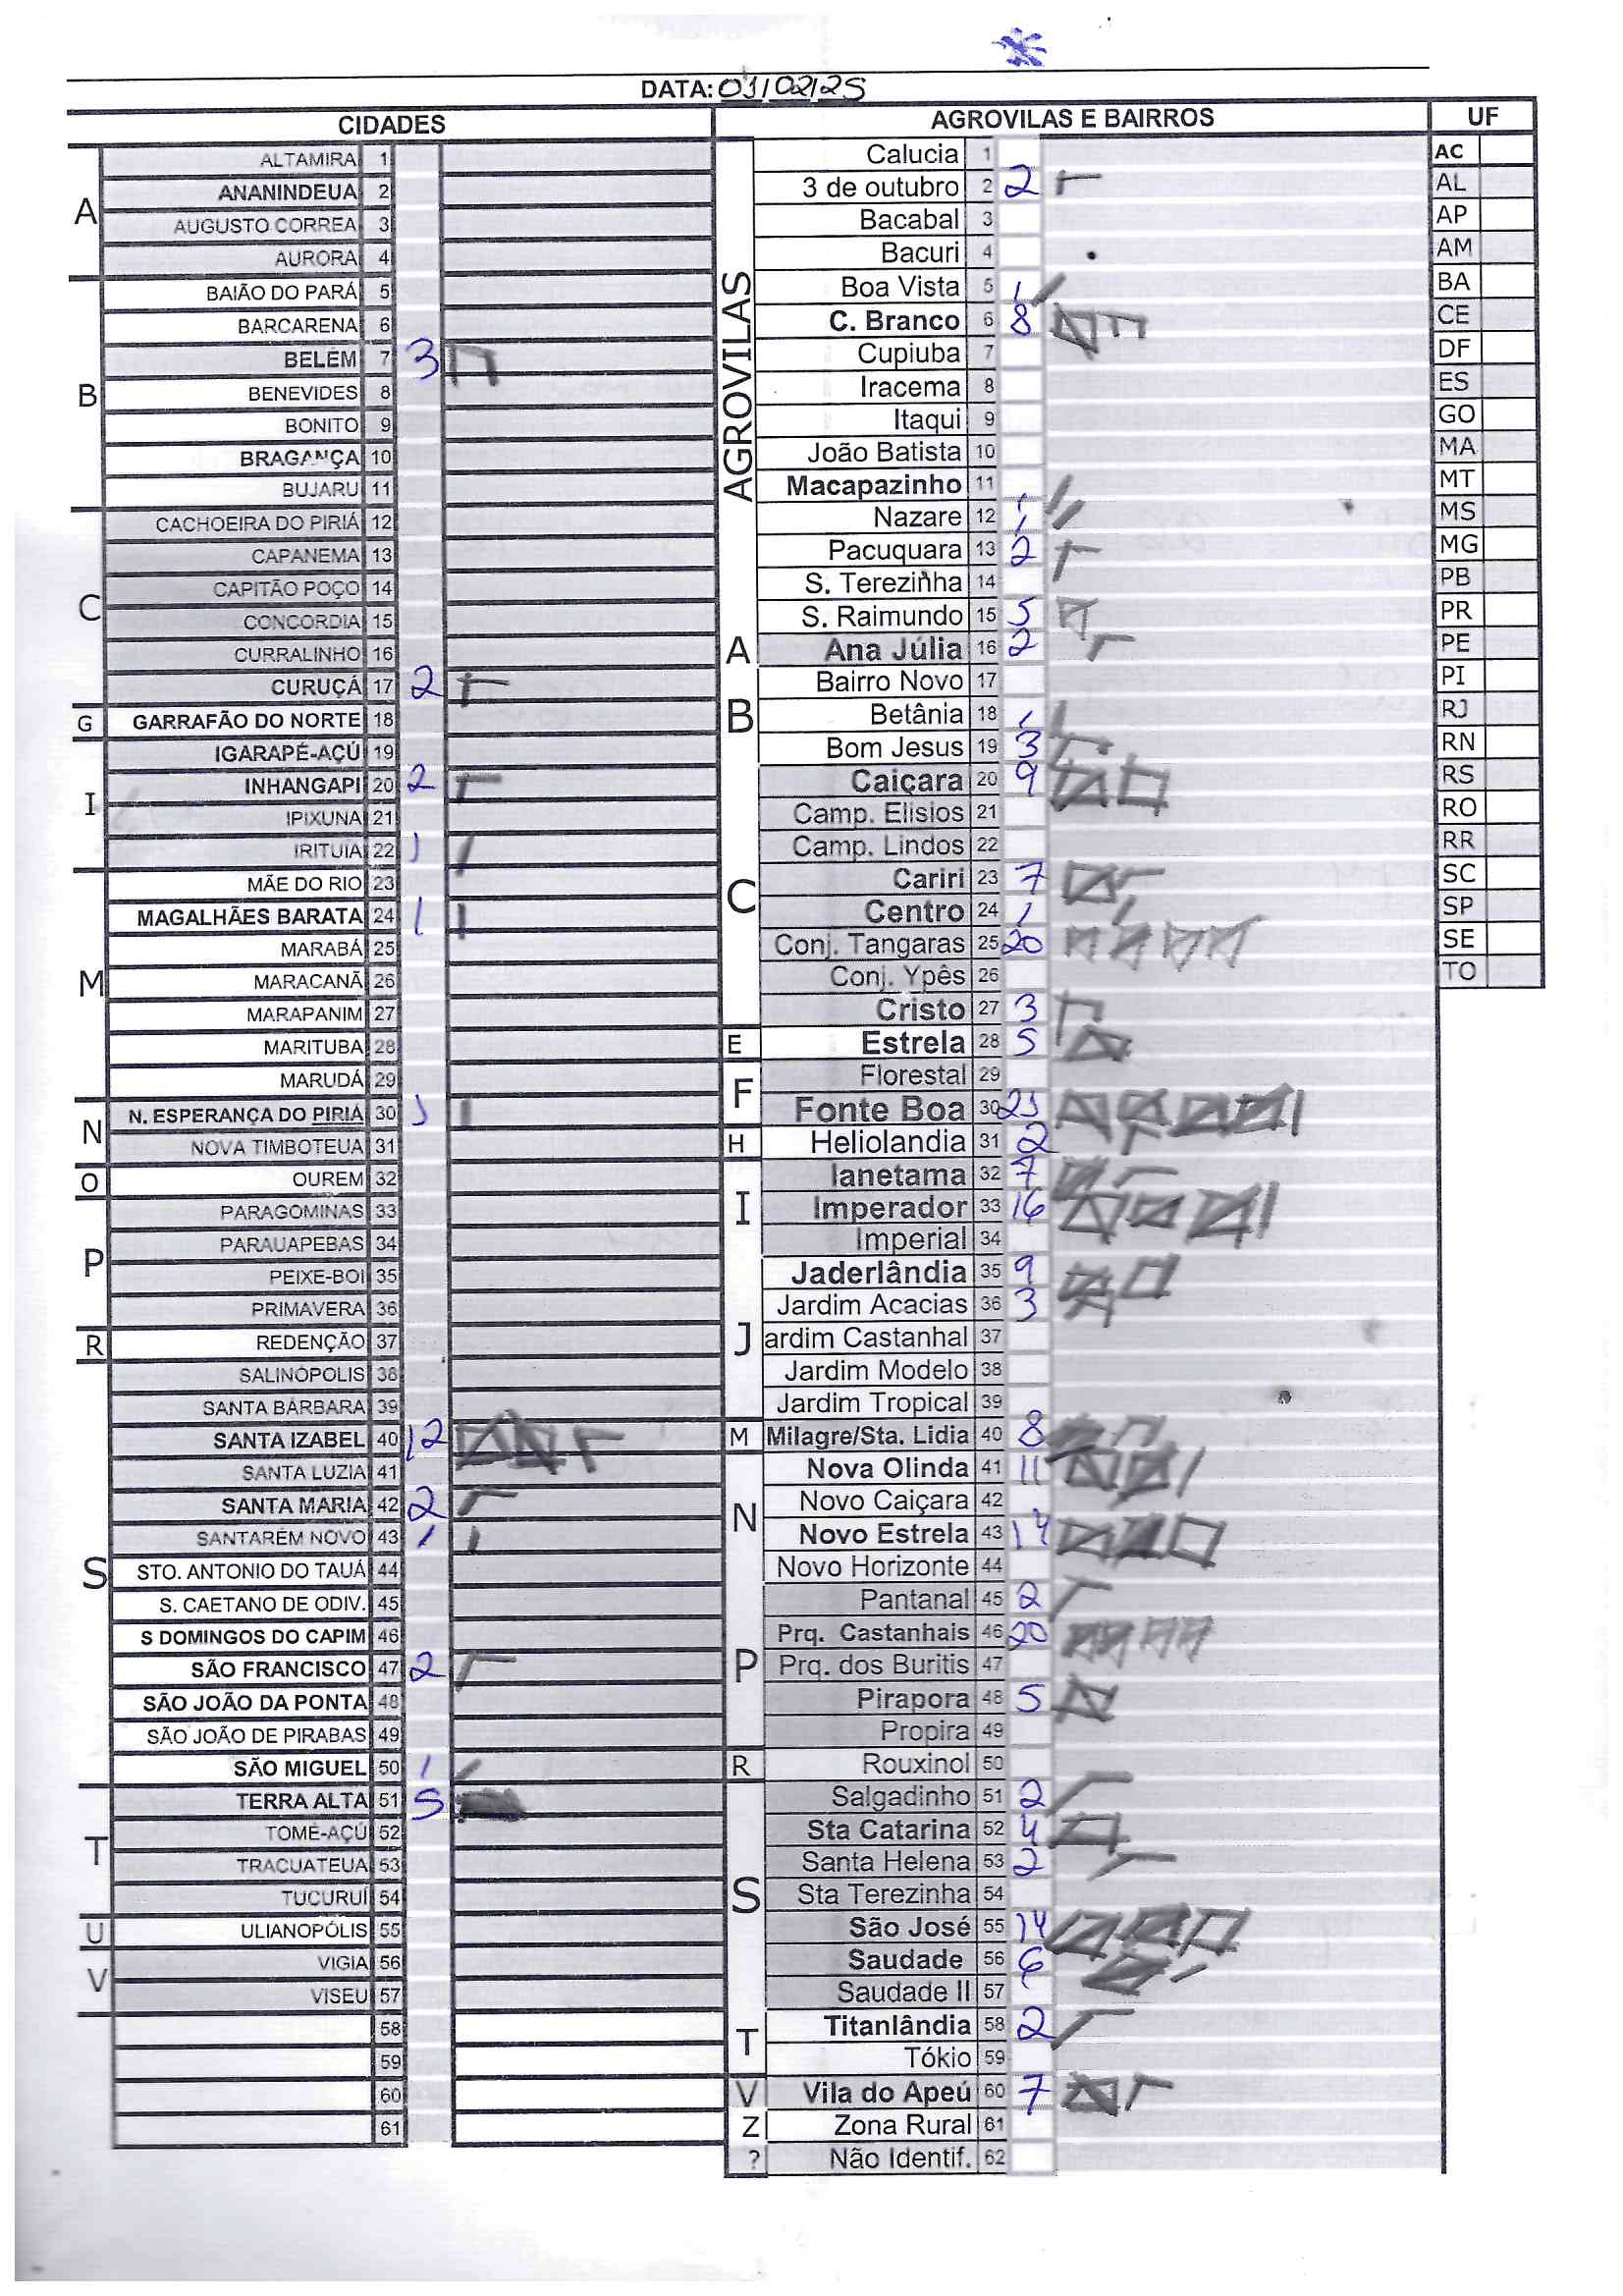 DATA: 01/02/25
CIDADES
A
ALTAMIRA 1
ANANINDEUA 2
AUGUSTO CORREA 3
AURORA 4
B
BAIÃO DO PARÁ 5
BARCARENA 6
BELÉM 7 3
BENEVIDES 8
BONITO 9
BRAGANÇA 10
BUJARU 11
C
CACHOEIRA DO PIRIÁ 12
CAPANEMA 13
CAPITÃO POÇO 14
CONCORDIA 15
CURRALINHO 16
CURUÇÁ 17 2
G
GARRAFÃO DO NORTE 18
I
IGARAPÉ-AÇÚ 19
INHANGAPI 20 2
IPIXUNA 21
IRITUIA 22 1
M
MÃE DO RIO 23
MAGALHÃES BARATA 24 1
MARABÁ 25
MARACANÃ 26
MARAPANIM 27
MARITUBA 28
MARUDÁ 29
N
N. ESPERANÇA DO PIRIÁ 30 1
NOVA TIMBOTEUA 31
O
OUREM 32
P
PARAGOMINAS 33
PARAUAPEBAS 34
PEIXE-BOI 35
PRIMAVERA 36
R
REDENÇÃO 37
S
SALINÓPOLIS 38
SANTA BÁRBARA 39
SANTA IZABEL 40 12
SANTA LUZIA 41
SANTA MARIA 42 2
SANTARÉM NOVO 43 1
STO. ANTONIO DO TAUÁ 44
S. CAETANO DE ODIV. 45
S DOMINGOS DO CAPIM 46
SÃO FRANCISCO 47 2
SÃO JOÃO DA PONTA 48
SÃO JOÃO DE PIRABAS 49
SÃO MIGUEL 50 1
T
TERRA ALTA 51 5
TOMÉ-AÇÚ 52
TRACUATEUA 53
TUCURUÍ 54
U
ULIANOPÓLIS 55
V
VIGIA 56
VISEU 57
58
59
60
61
AGROVILAS E BAIRROS
AGROVILAS
Calucia 1
3 de outubro 2 2
Bacabal 3
Bacuri 4
Boa Vista 5 1
C. Branco 6 8
Cupiuba 7
Iracema 8
Itaqui 9
João Batista 10
Macapazinho 11 1
Nazare 12 1
Pacuquara 13 2
S. Terezinha 14
S. Raimundo 15 5
A
Ana Júlia 16 2
B
Bairro Novo 17
Betânia 18 1
Bom Jesus 19 3
C
Caiçara 20 9
Camp. Elisios 21
Camp. Lindos 22
Cariri 23 7
Centro 24 1
Conj. Tangaras 25 20
Conj. Ypês 26
Cristo 27 3
E
Estrela 28 5
F
Florestal 29
Fonte Boa 30 21
H
Heliolandia 31 2
I
Ianetama 32 7
Imperador 33 16
Imperial 34
J
Jaderlândia 35 9
Jardim Acacias 36 3
ardim Castanhal 37
Jardim Modelo 38
Jardim Tropical 39
M
Milagre/Sta. Lidia 40 8
N
Nova Olinda 41 11
Novo Caiçara 42
Novo Estrela 43 14
Novo Horizonte 44
P
Pantanal 45 2
Prq. Castanhais 46 20
Prq. dos Buritis 47
Pirapora 48 5
Propira 49
R
Rouxinol 50
S
Salgadinho 51 2
Sta Catarina 52 4
Santa Helena 53 2
Sta Terezinha 54
São José 55 14
Saudade 56 6
Saudade II 57
T
Titanlândia 58 2
Tókio 59
V
Vila do Apeú 60 7
Z
Zona Rural 61
?
Não Identif. 62
UF
AC
AL
AP
AM
BA
CE
DF
ES
GO
MA
MT
MS
MG
PB
PR
PE
PI
RJ
RN
RS
RO
RR
SC
SP
SE
TO